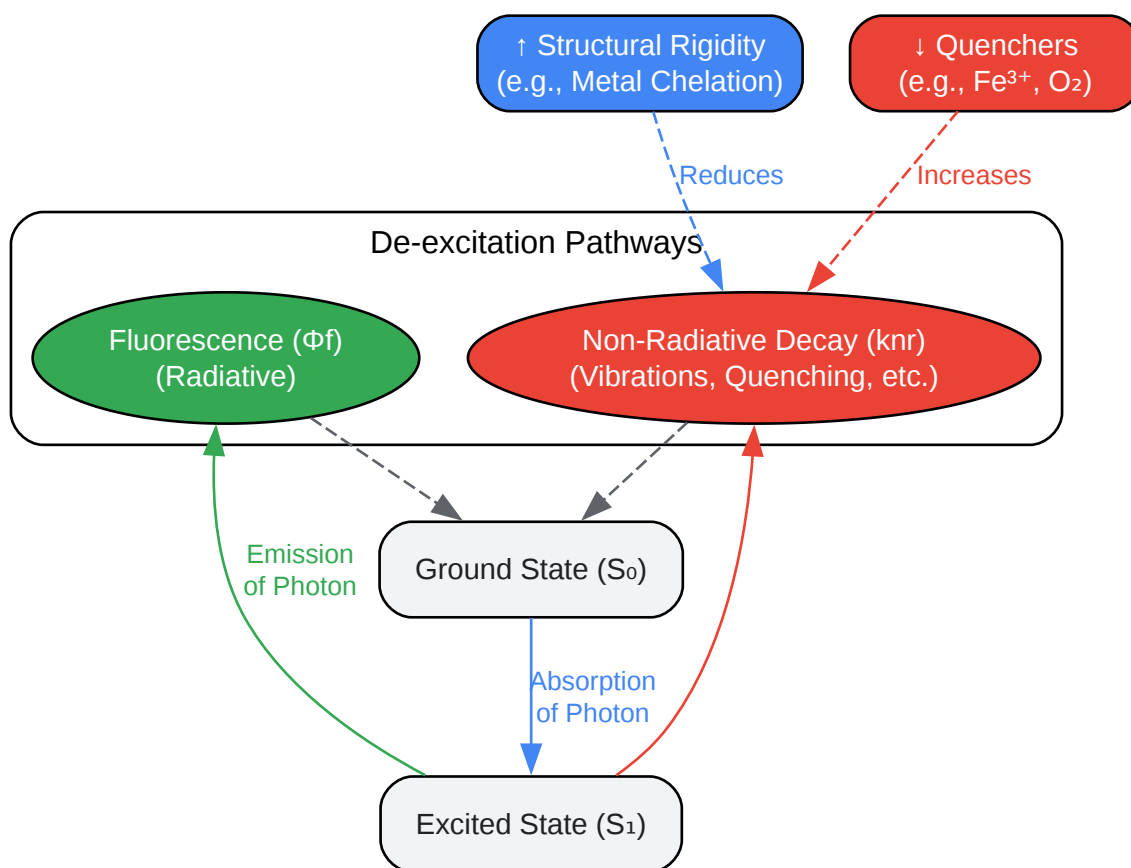 ↑ Structural Rigidity
(e.g., Metal Chelation)
↓ Quenchers
(e.g., Fe³⁺, O₂)
Reduces
Increases
De-excitation Pathways
Fluorescence (Φf)
(Radiative)
Non-Radiative Decay (knr)
(Vibrations, Quenching, etc.)
Emission
of Photon
Ground State (S₀)
Absorption
of Photon
Excited State (S₁)